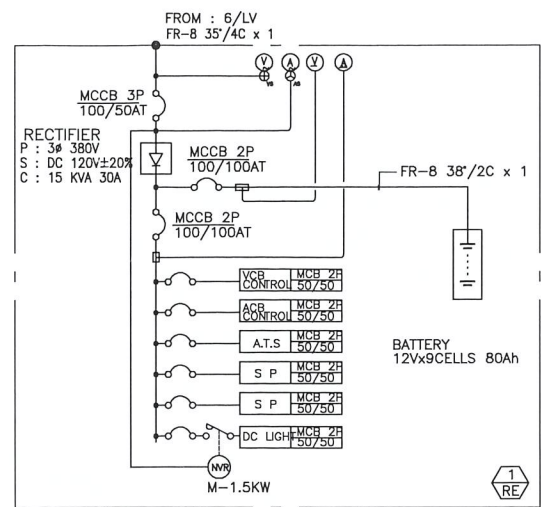 FROM : 6/LV
FR-8 35°/4C x 1
V
A
V
A
VS
AS
MCCB 3P
100/50AT
RECTIFIER
P : 3ø 380V
S : DC 120V±20%
C : 15 KVA 30A
MCCB 2P
100/100AT
FR-8 38°/2C x 1
MCCB 2P
100/100AT
VCB CONTROL MCB 2P 50/50
ACB CONTROL MCB 2P 50/50
A.T.S MCB 2P 50/50
S P MCB 2P 50/50
S P MCB 2P 50/50
DC LIGHT MCB 2P 50/50
BATTERY
12Vx9CELLS 80Ah
NVR
M-1.5KW
1
RE